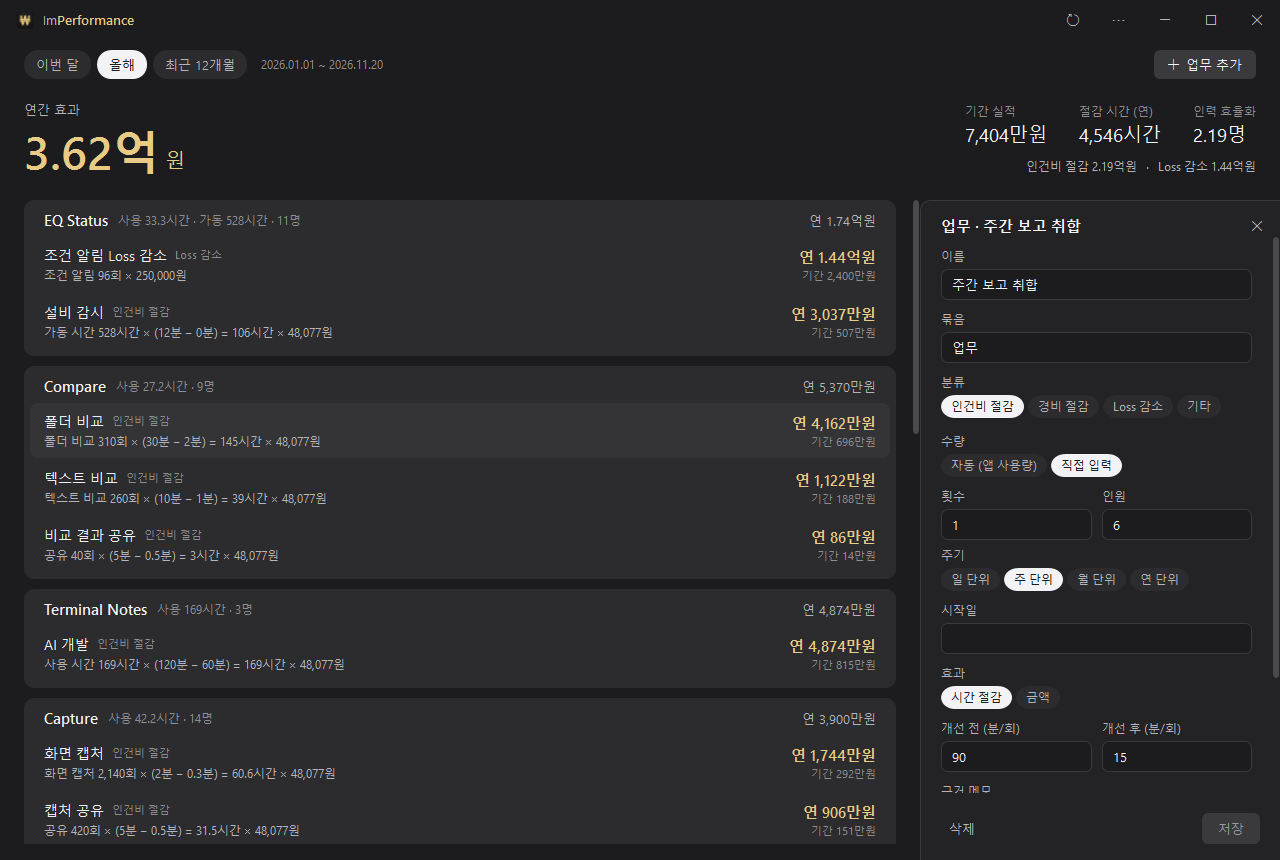 ₩ ImPerformance
이번 달 올해 최근 12개월 2026.01.01 ~ 2026.11.20
+ 업무 추가
연간 효과
3.62억 원
기간 실적 절감 시간 (연) 인력 효율화
7,404만원 4,546시간 2.19명
인건비 절감 2.19억원 · Loss 감소 1.44억원
EQ Status 사용 33.3시간 · 가동 528시간 · 11명 연 1.74억원
조건 알림 Loss 감소 Loss 감소 연 1.44억원
조건 알림 96회 × 250,000원 기간 2,400만원
설비 감시 인건비 절감 연 3,037만원
가동 시간 528시간 × (12분 − 0분) = 106시간 × 48,077원 기간 507만원
Compare 사용 27.2시간 · 9명 연 5,370만원
폴더 비교 인건비 절감 연 4,162만원
폴더 비교 310회 × (30분 − 2분) = 145시간 × 48,077원 기간 696만원
텍스트 비교 인건비 절감 연 1,122만원
텍스트 비교 260회 × (10분 − 1분) = 39시간 × 48,077원 기간 188만원
비교 결과 공유 인건비 절감 연 86만원
공유 40회 × (5분 − 0.5분) = 3시간 × 48,077원 기간 14만원
Terminal Notes 사용 169시간 · 3명 연 4,874만원
AI 개발 인건비 절감 연 4,874만원
사용 시간 169시간 × (120분 − 60분) = 169시간 × 48,077원 기간 815만원
Capture 사용 42.2시간 · 14명 연 3,900만원
화면 캡처 인건비 절감 연 1,744만원
화면 캡처 2,140회 × (2분 − 0.3분) = 60.6시간 × 48,077원 기간 292만원
캡처 공유 인건비 절감 연 906만원
공유 420회 × (5분 − 0.5분) = 31.5시간 × 48,077원 기간 151만원
업무 · 주간 보고 취합
이름
주간 보고 취합
묶음
업무
분류
인건비 절감 경비 절감 Loss 감소 기타
수량
자동 (앱 사용량) 직접 입력
횟수 인원
1 6
주기
일 단위 주 단위 월 단위 연 단위
시작일
효과
시간 절감 금액
개선 전 (분/회) 개선 후 (분/회)
90 15
근거 메모
삭제 저장